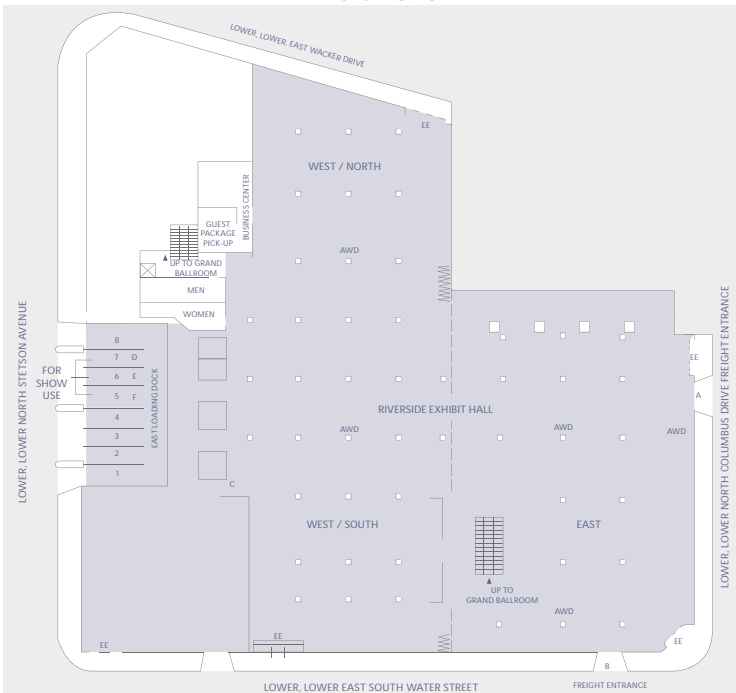 LOWER, LOWER, EAST WACKER DRIVE
EE
WEST / NORTH
BUSINESS CENTER
GUEST
PACKAGE
PICK-UP
AWD
UP TO GRAND
BALLROOM
MEN
WOMEN
LOWER, LOWER NORTH STETSON AVENUE
FOR
SHOW
USE
8
7 D
6 E
5 F
4
3
2
1
EAST LOADING DOCK
C
EE
A
LOWER, LOWER NORTH COLUMBUS DRIVE FREIGHT ENTRANCE
RIVERSIDE EXHIBIT HALL
AWD
AWD
AWD
WEST / SOUTH
EAST
UP TO
GRAND BALLROOM
AWD
EE
EE
EE
B
FREIGHT ENTRANCE
LOWER, LOWER EAST SOUTH WATER STREET